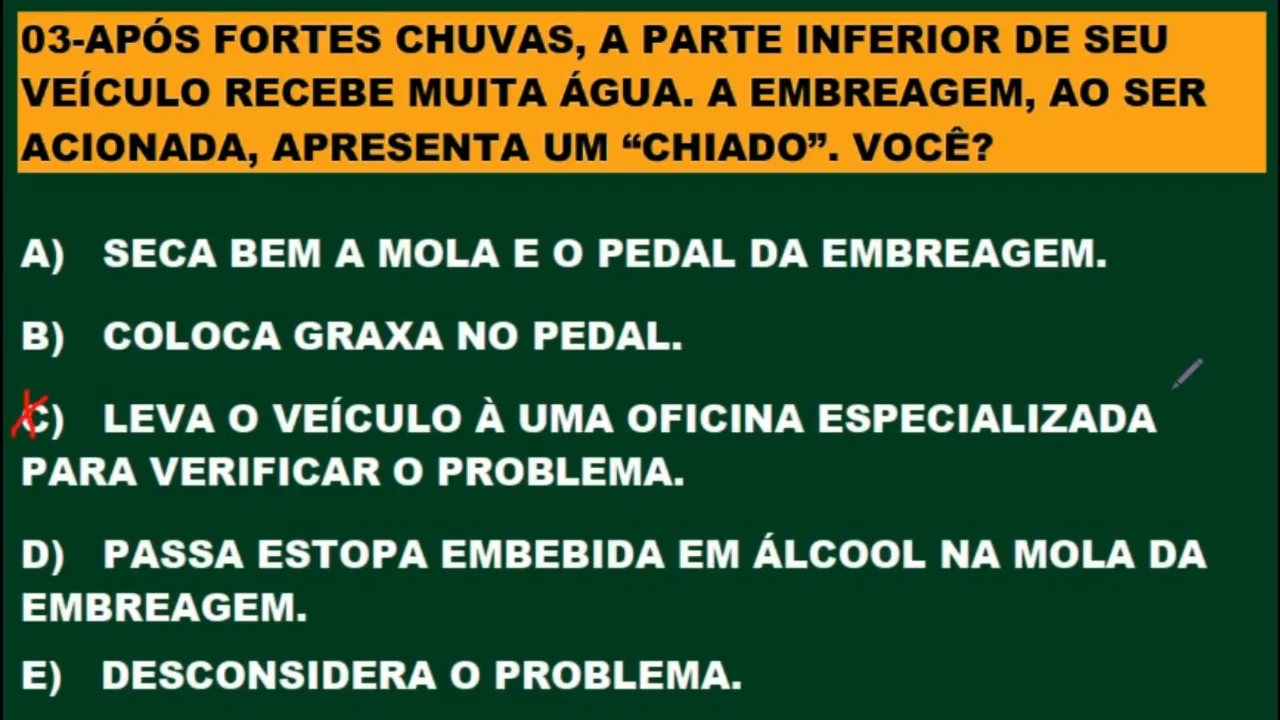 03-APÓS FORTES CHUVAS, A PARTE INFERIOR DE SEU
VEÍCULO RECEBE MUITA ÁGUA. A EMBREAGEM, AO SER
ACIONADA, APRESENTA UM “CHIADO”. VOCÊ?
A) SECA BEM A MOLA E O PEDAL DA EMBREAGEM.
B) COLOCA GRAXA NO PEDAL.
C) LEVA O VEÍCULO À UMA OFICINA ESPECIALIZADA
PARA VERIFICAR O PROBLEMA.
D) PASSA ESTOPA EMBEBIDA EM ÁLCOOL NA MOLA DA
EMBREAGEM.
E) DESCONSIDERA O PROBLEMA.